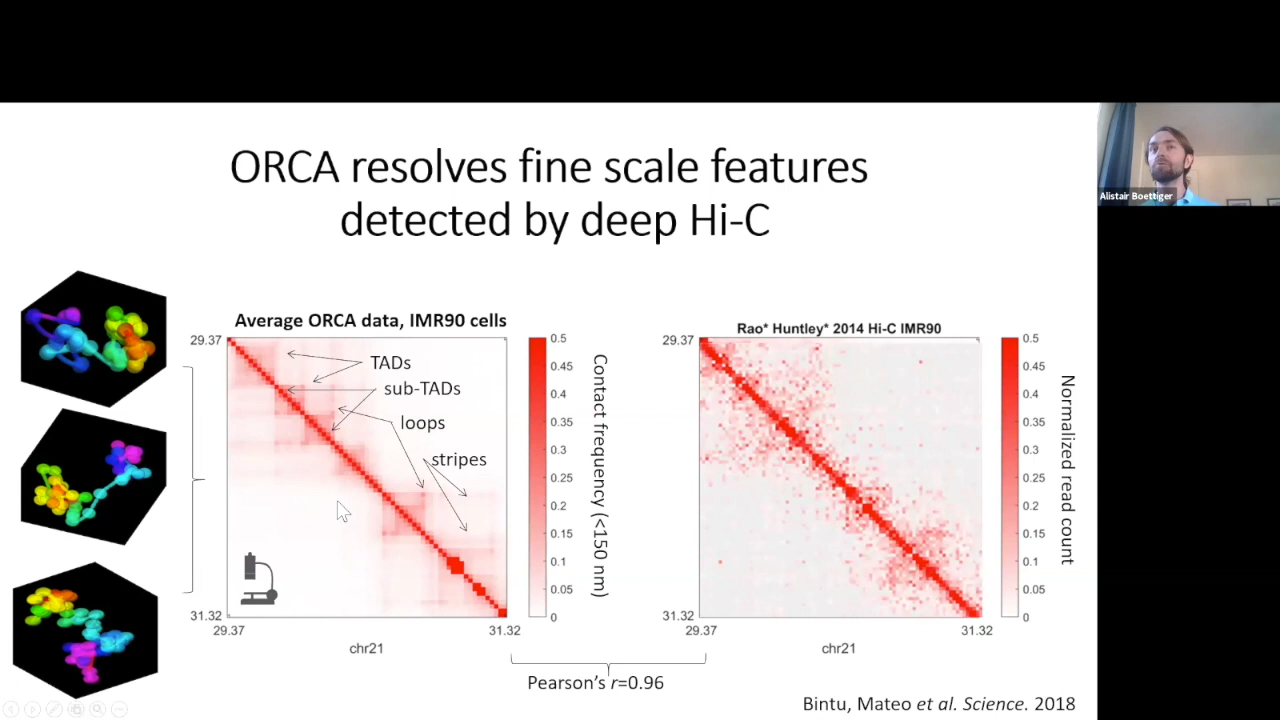 ORCA resolves fine scale features
detected by deep Hi-C
Alistair Boettiger
Average ORCA data, IMR90 cells
29.37
TADs
sub-TADs
loops
stripes
31.32
29.37
31.32
chr21
0.5
0.45
0.4
0.35
0.3
0.25
0.2
0.15
0.1
0.05
0
Contact frequency (<150 nm)
Rao* Huntley* 2014 Hi-C IMR90
29.37
31.32
29.37
31.32
chr21
0.5
0.45
0.4
0.35
0.3
0.25
0.2
0.15
0.1
0.05
0
Normalized read count
Pearson's r=0.96
Bintu, Mateo et al. Science. 2018